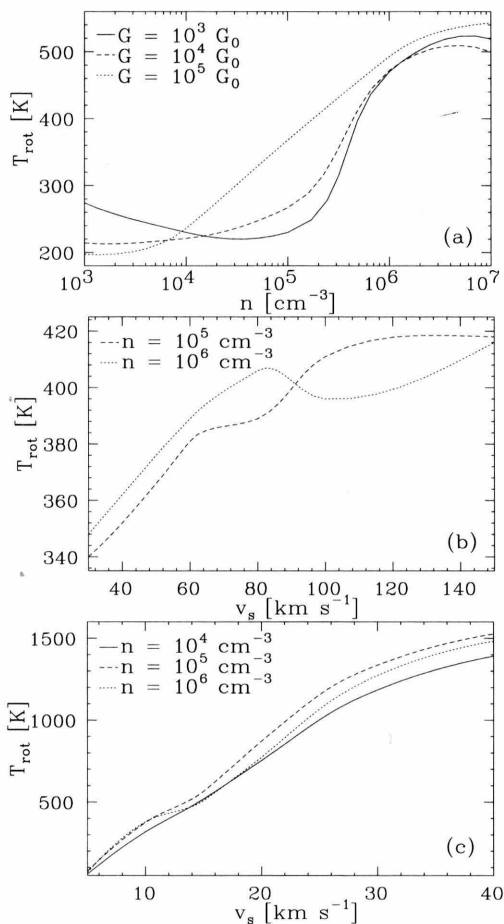 G = 10³ G₀
G = 10⁴ G₀
G = 10⁵ G₀
500
400
300
200
T_rot [K]
(a)
10³ 10⁴ 10⁵ 10⁶ 10⁷
n [cm⁻³]
n = 10⁵ cm⁻³
n = 10⁶ cm⁻³
420
400
380
360
340
T_rot [K]
(b)
40 60 80 100 120 140
v_s [km s⁻¹]
n = 10⁴ cm⁻³
n = 10⁵ cm⁻³
n = 10⁶ cm⁻³
1500
1000
500
T_rot [K]
(c)
10 20 30 40
v_s [km s⁻¹]